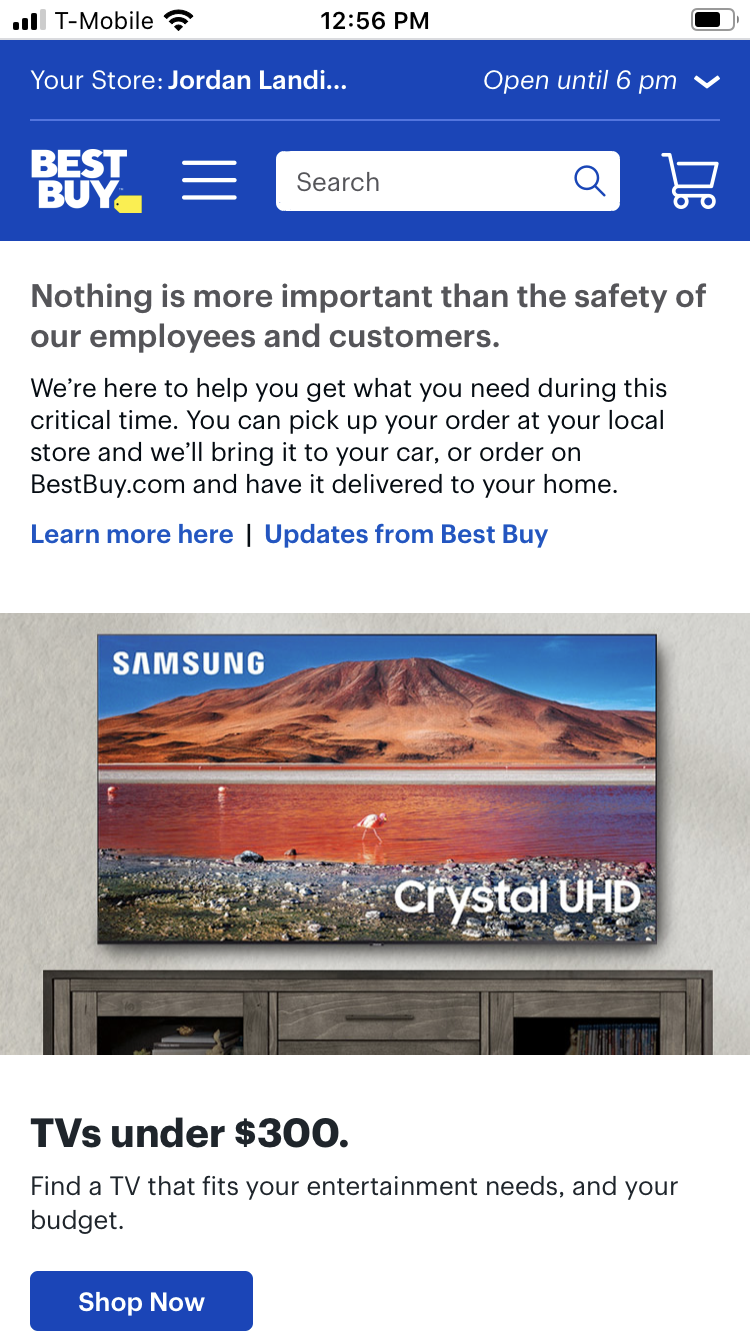 T-Mobile 12:56 PM
Your Store: Jordan Landi... Open until 6 pm
BEST
BUY
Search
Nothing is more important than the safety of
our employees and customers.
We’re here to help you get what you need during this
critical time. You can pick up your order at your local
store and we’ll bring it to your car, or order on
BestBuy.com and have it delivered to your home.
Learn more here | Updates from Best Buy
SAMSUNG
Crystal UHD
TVs under $300.
Find a TV that fits your entertainment needs, and your
budget.
Shop Now